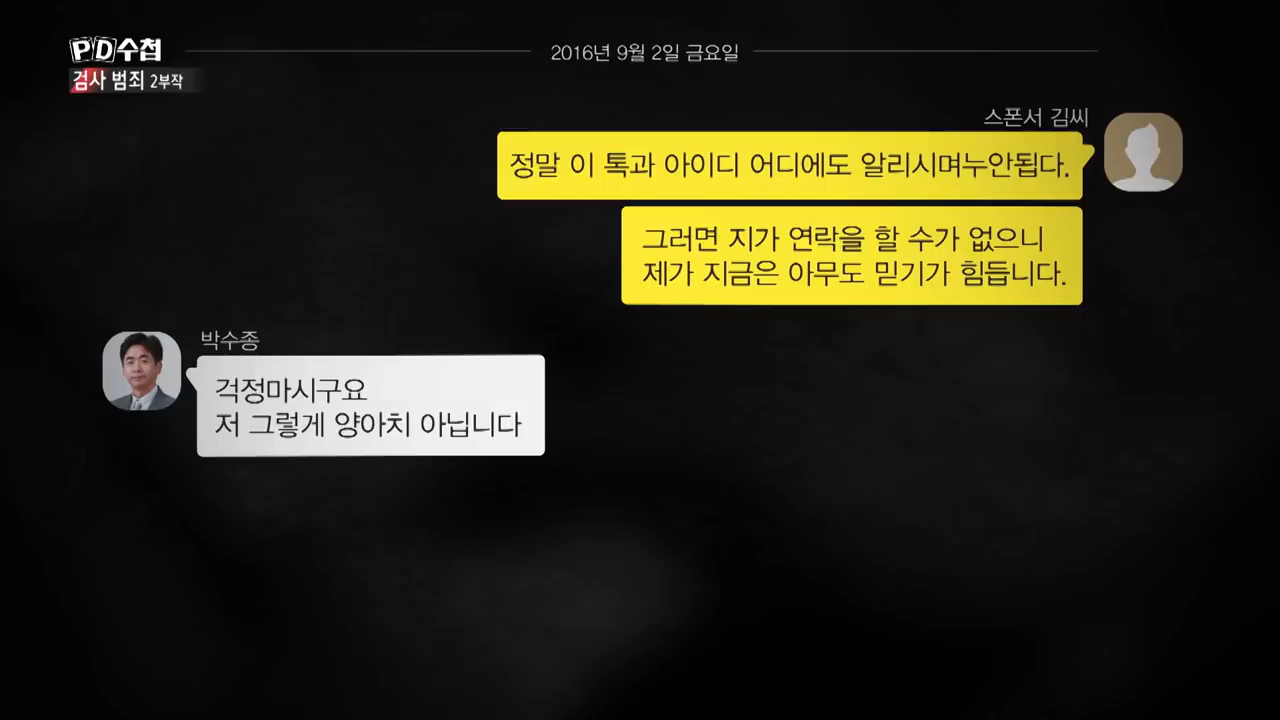 PD수첩
검사 범죄 2부작
2016년 9월 2일 금요일
스폰서 김씨
정말 이 톡과 아이디 어디에도 알리시며누안됩다.
그러면 지가 연락을 할 수가 없으니
제가 지금은 아무도 믿기가 힘듭니다.
박수종
걱정마시구요
저 그렇게 양아치 아닙니다